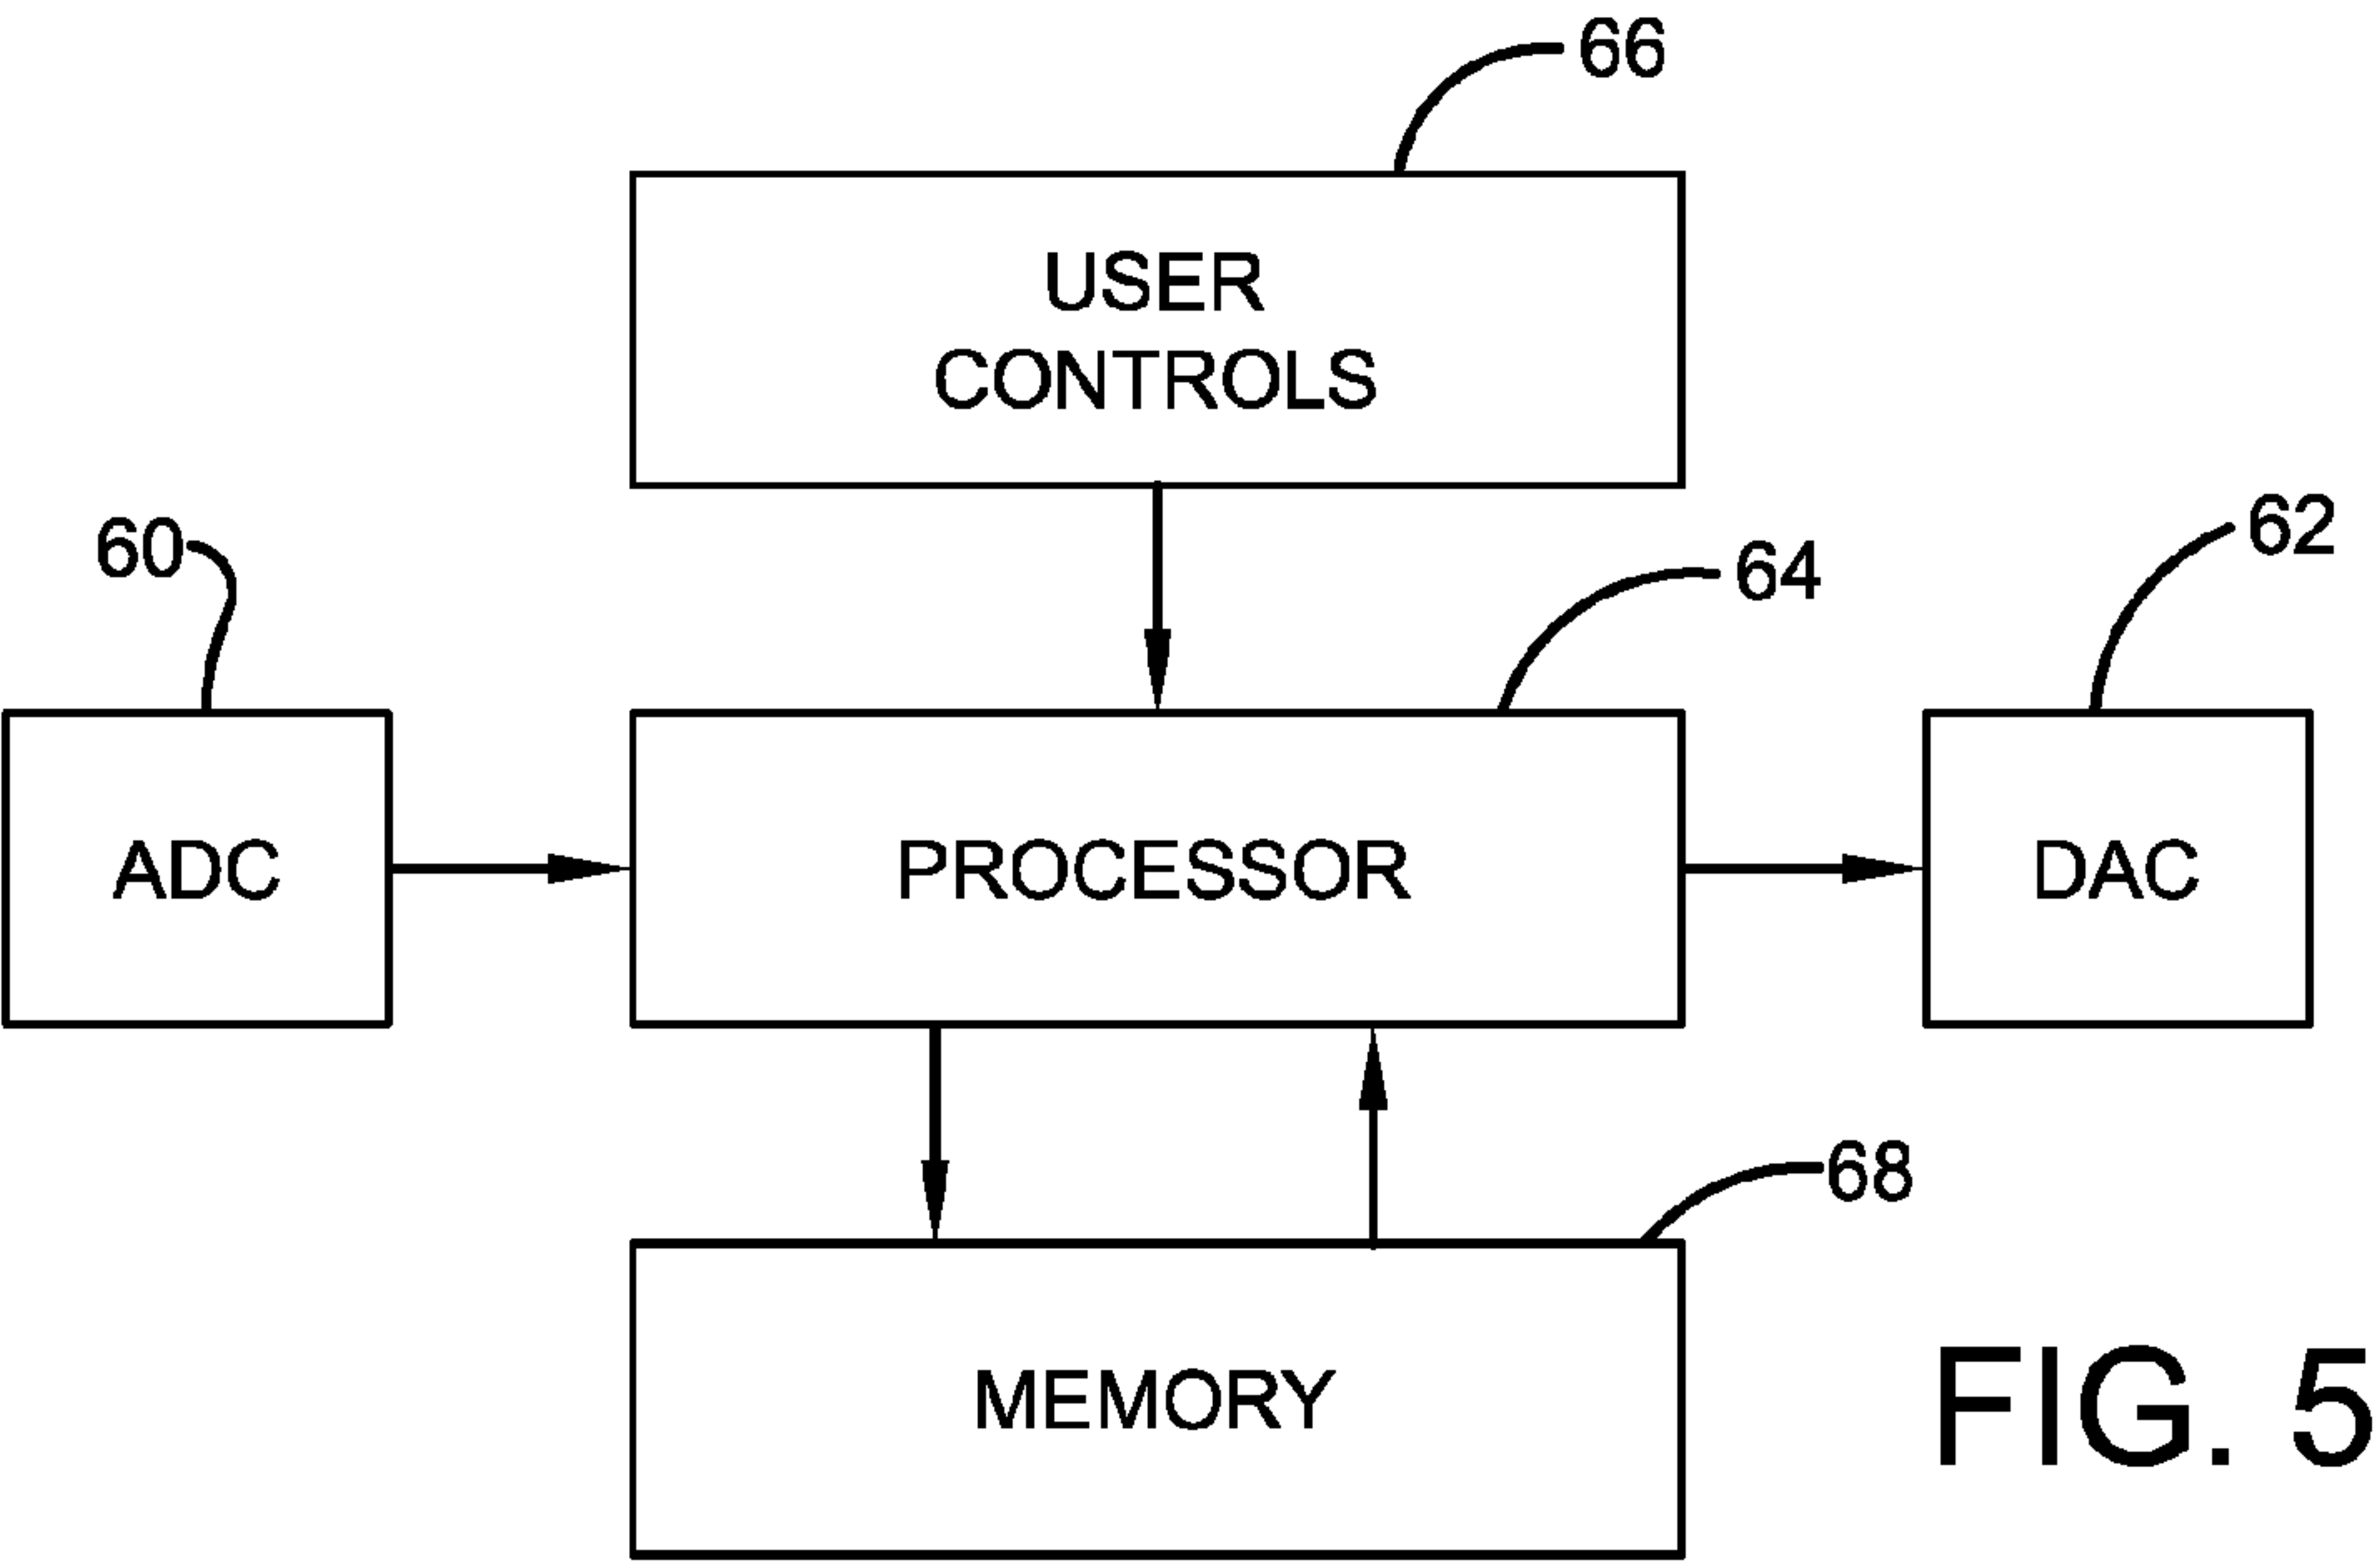 66
USER
CONTROLS
60
64
62
ADC
PROCESSOR
DAC
68
MEMORY
FIG. 5